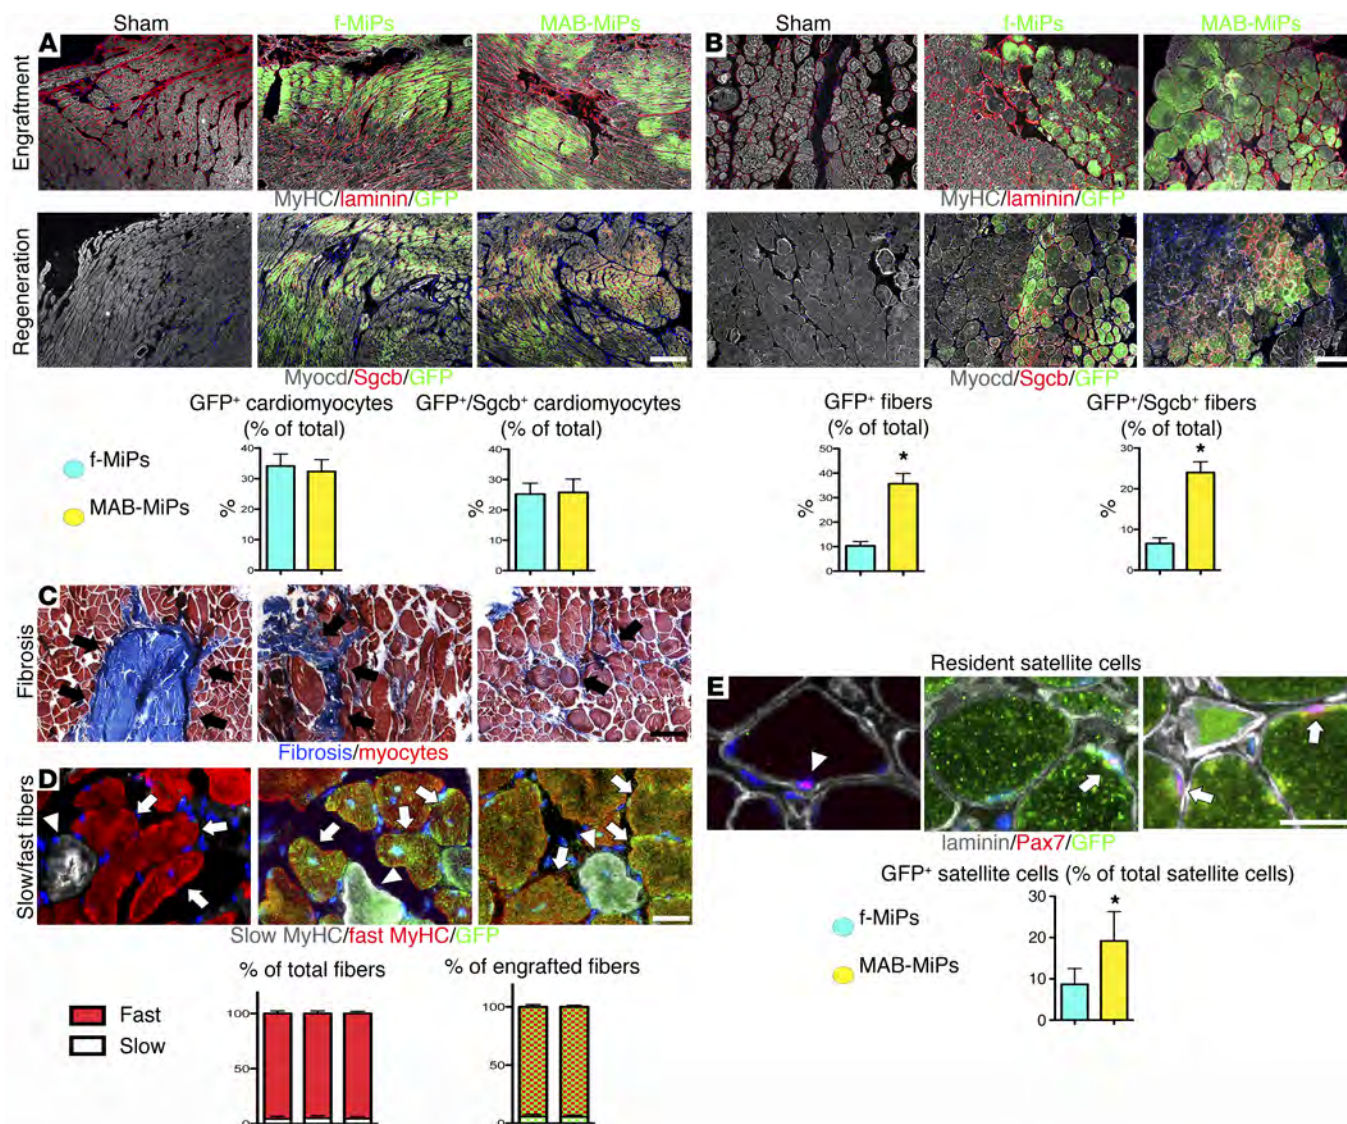 A
Sham
f-MiPs
MAB-MiPs
Engraftment
MyHC/laminin/GFP
Regeneration
Myocd/Sgcb/GFP
GFP⁺ cardiomyocytes
(% of total)
GFP⁺/Sgcb⁺ cardiomyocytes
(% of total)
f-MiPs
MAB-MiPs
%
40
30
20
10
0
%
40
30
20
10
0
B
Sham
f-MiPs
MAB-MiPs
MyHC/laminin/GFP
Myocd/Sgcb/GFP
GFP⁺ fibers
(% of total)
GFP⁺/Sgcb⁺ fibers
(% of total)
%
50
40
30
20
10
0
*
%
30
20
10
0
*
C
Fibrosis
Fibrosis/myocytes
D
Slow/fast fibers
Slow MyHC/fast MyHC/GFP
% of total fibers
% of engrafted fibers
Fast
Slow
100
50
0
100
50
0
E
Resident satellite cells
laminin/Pax7/GFP
GFP⁺ satellite cells (% of total satellite cells)
f-MiPs
MAB-MiPs
30
20
10
0
*